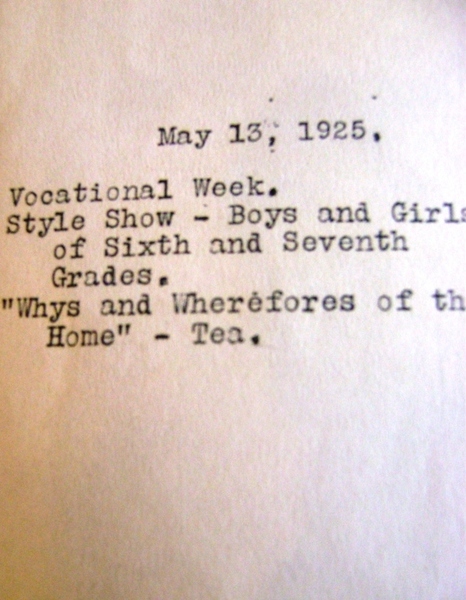 May 13, 1925.
Vocational Week.
Style Show - Boys and Girls
of Sixth and Seventh
Grades.
"Whys and Wherefores of th
Home" - Tea.